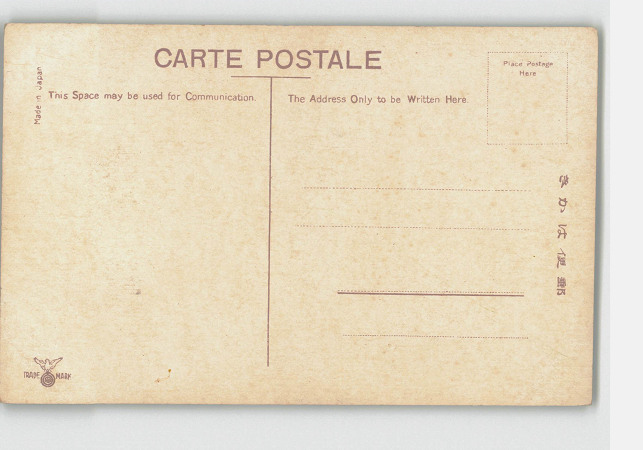 CARTE POSTALE
Place Postage
Here
Made in Japan
This Space may be used for Communication.
The Address Only to be Written Here.
きかは便郵
TRADE MARK